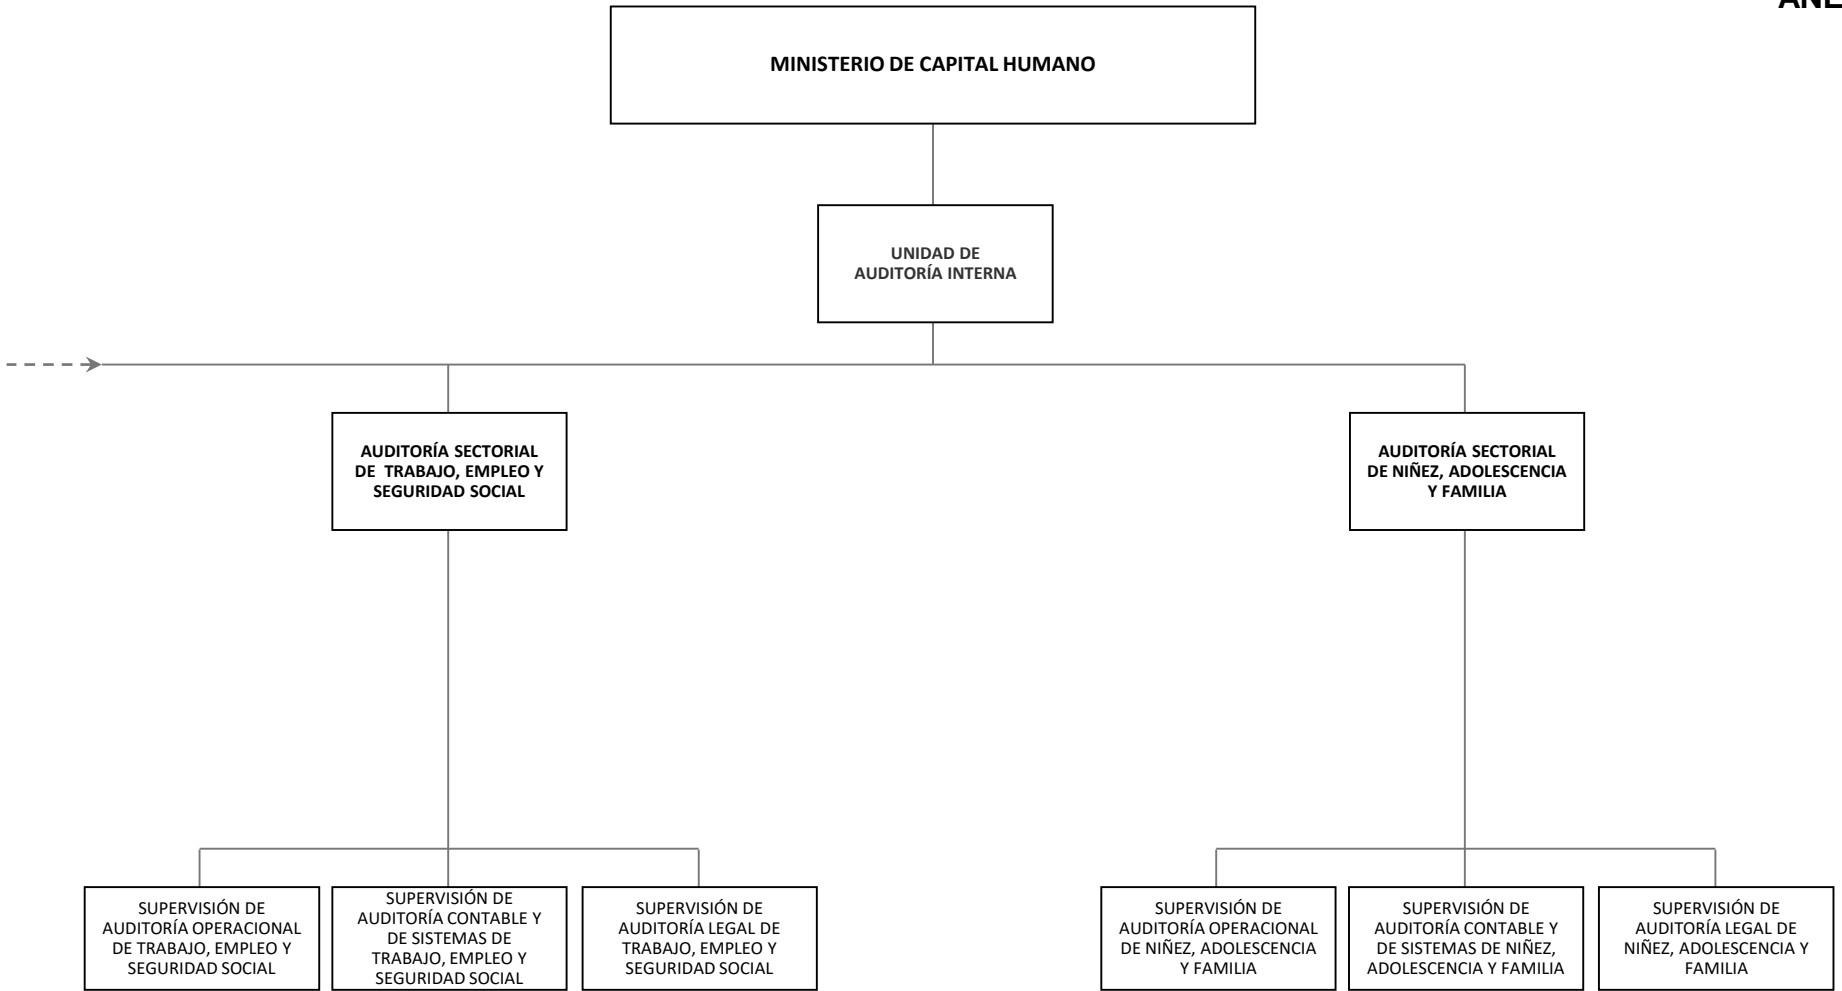 ANE
MINISTERIO DE CAPITAL HUMANO
UNIDAD DE
AUDITORÍA INTERNA
AUDITORÍA SECTORIAL
DE TRABAJO, EMPLEO Y
SEGURIDAD SOCIAL
AUDITORÍA SECTORIAL
DE NIÑEZ, ADOLESCENCIA
Y FAMILIA
SUPERVISIÓN DE
AUDITORÍA OPERACIONAL
DE TRABAJO, EMPLEO Y
SEGURIDAD SOCIAL
SUPERVISIÓN DE
AUDITORÍA CONTABLE Y
DE SISTEMAS DE
TRABAJO, EMPLEO Y
SEGURIDAD SOCIAL
SUPERVISIÓN DE
AUDITORÍA LEGAL DE
TRABAJO, EMPLEO Y
SEGURIDAD SOCIAL
SUPERVISIÓN DE
AUDITORÍA OPERACIONAL
DE NIÑEZ, ADOLESCENCIA
Y FAMILIA
SUPERVISIÓN DE
AUDITORÍA CONTABLE Y
DE SISTEMAS DE NIÑEZ,
ADOLESCENCIA Y FAMILIA
SUPERVISIÓN DE
AUDITORÍA LEGAL DE
NIÑEZ, ADOLESCENCIA Y
FAMILIA